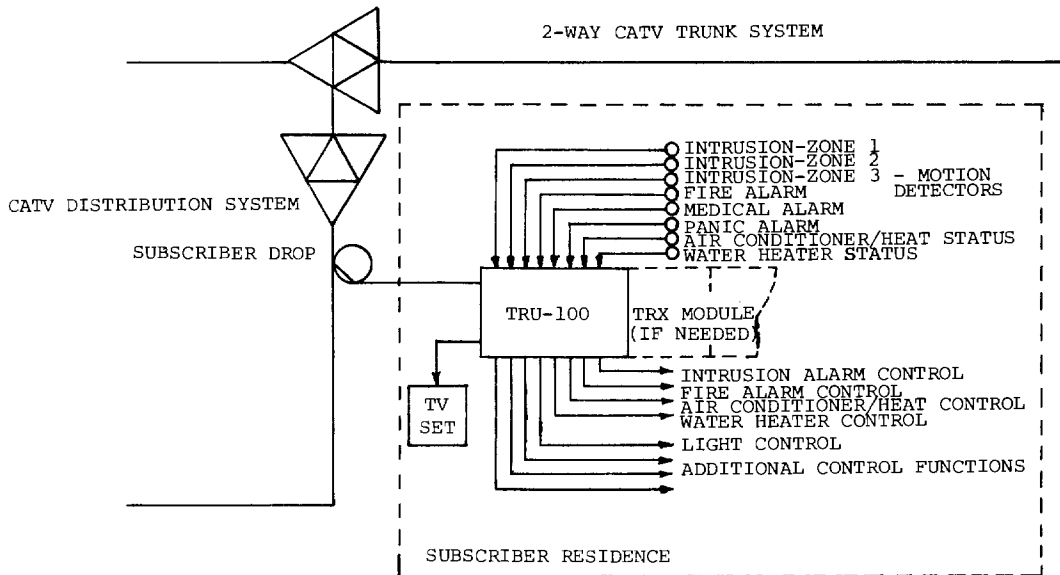 2-WAY CATV TRUNK SYSTEM
INTRUSION-ZONE 1
INTRUSION-ZONE 2
INTRUSION-ZONE 3 - MOTION
DETECTORS
FIRE ALARM
MEDICAL ALARM
PANIC ALARM
AIR CONDITIONER/HEAT STATUS
WATER HEATER STATUS
CATV DISTRIBUTION SYSTEM
SUBSCRIBER DROP
TRU-100
TRX MODULE
(IF NEEDED)
TV
SET
INTRUSION ALARM CONTROL
FIRE ALARM CONTROL
AIR CONDITIONER/HEAT CONTROL
WATER HEATER CONTROL
LIGHT CONTROL
ADDITIONAL CONTROL FUNCTIONS
SUBSCRIBER RESIDENCE